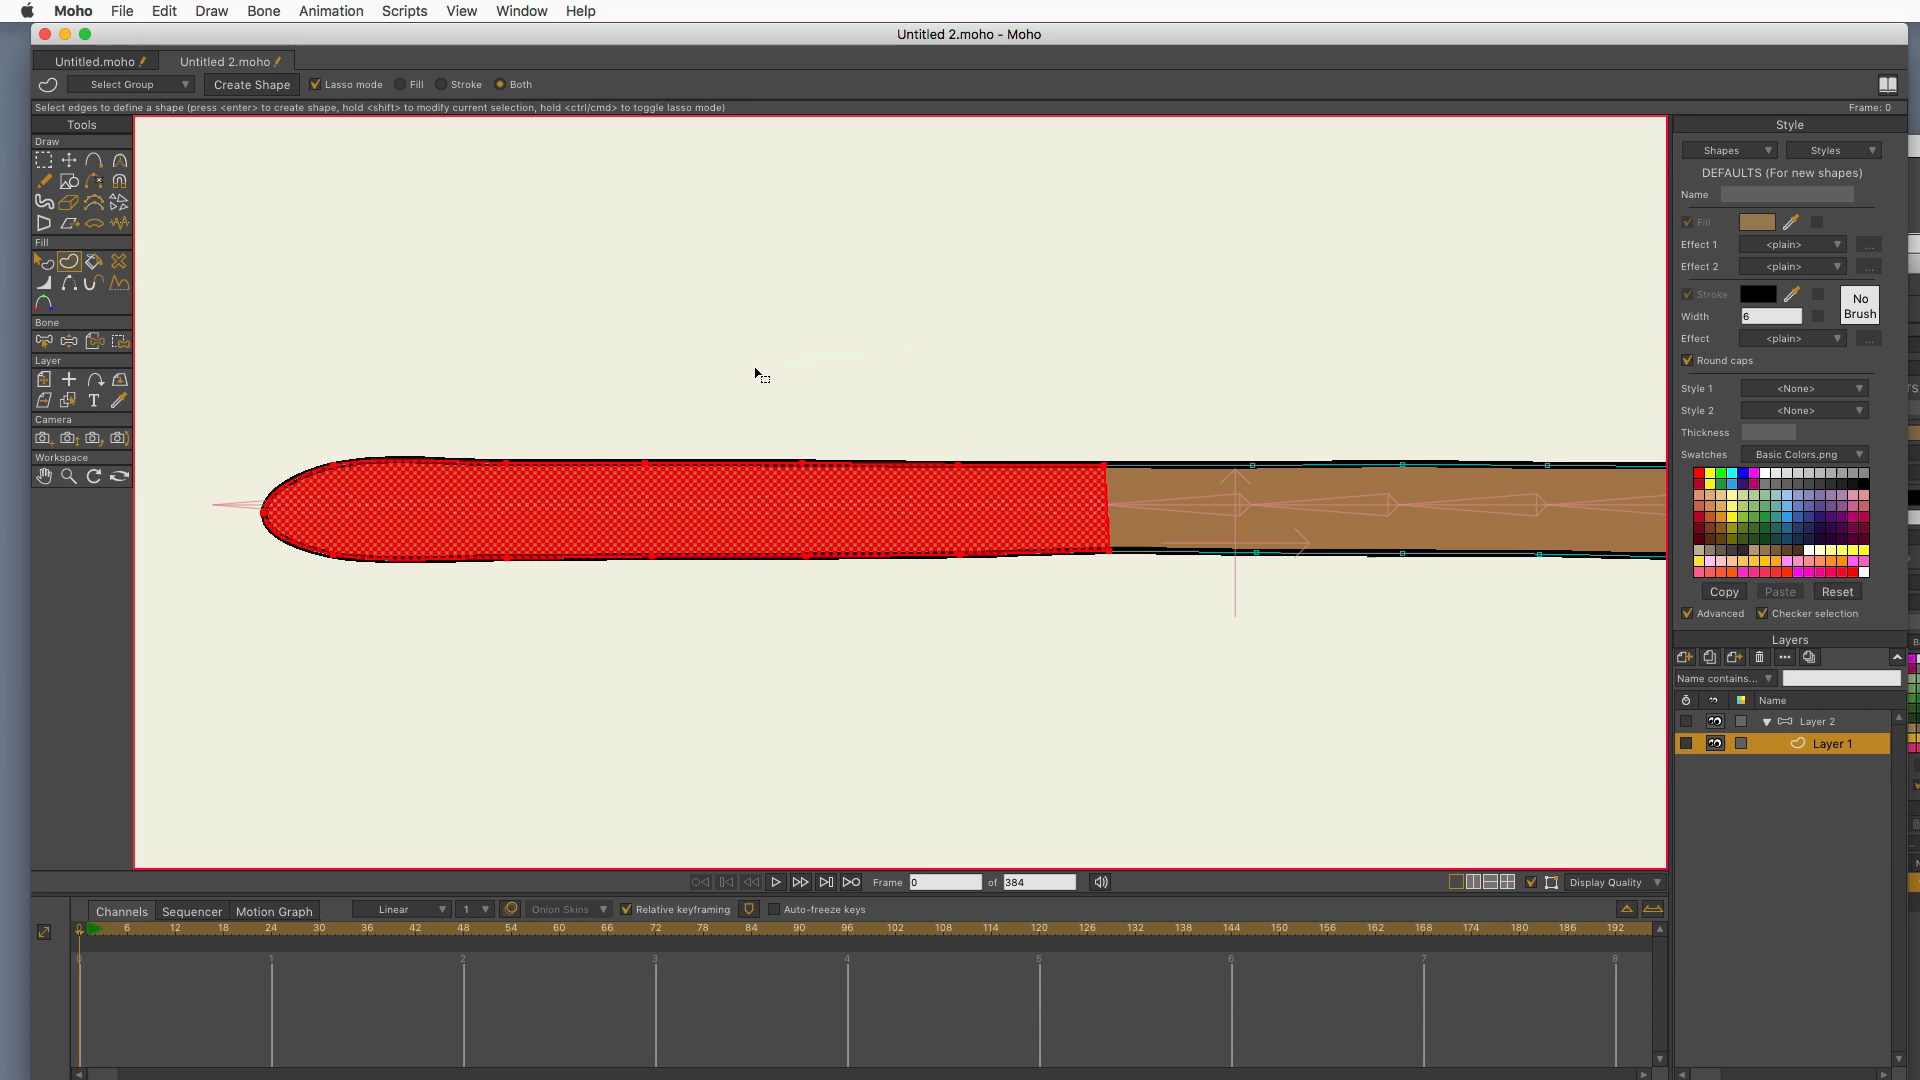 Moho File Edit Draw Bone Animation Scripts View Window Help
Untitled 2.moho - Moho
Untitled.moho Untitled 2.moho
Select Group Create Shape Lasso mode Fill Stroke Both
Select edges to define a shape (press <enter> to create shape, hold <shift> to modify current selection, hold <ctrl/cmd> to toggle lasso mode) Frame: 0
Tools
Draw
Fill
Bone
Layer
T
Camera
Workspace
Style
Shapes Styles
DEFAULTS (For new shapes)
Name
Fill
Effect 1 <plain> ...
Effect 2 <plain> ...
Stroke No Brush
Width 6
Effect <plain> ...
Round caps
Style 1 <None>
Style 2 <None>
Thickness
Swatches Basic Colors.png
Copy Paste Reset
Advanced Checker selection
Layers
Name contains...
Name
Layer 2
Layer 1
Frame 0 of 384 Display Quality
Channels Sequencer Motion Graph Linear 1 Onion Skins Relative keyframing Auto-freeze keys
0 6 12 18 24 30 36 42 48 54 60 66 72 78 84 90 96 102 108 114 120 126 132 138 144 150 156 162 168 174 180 186 192
0 1 2 3 4 5 6 7 8